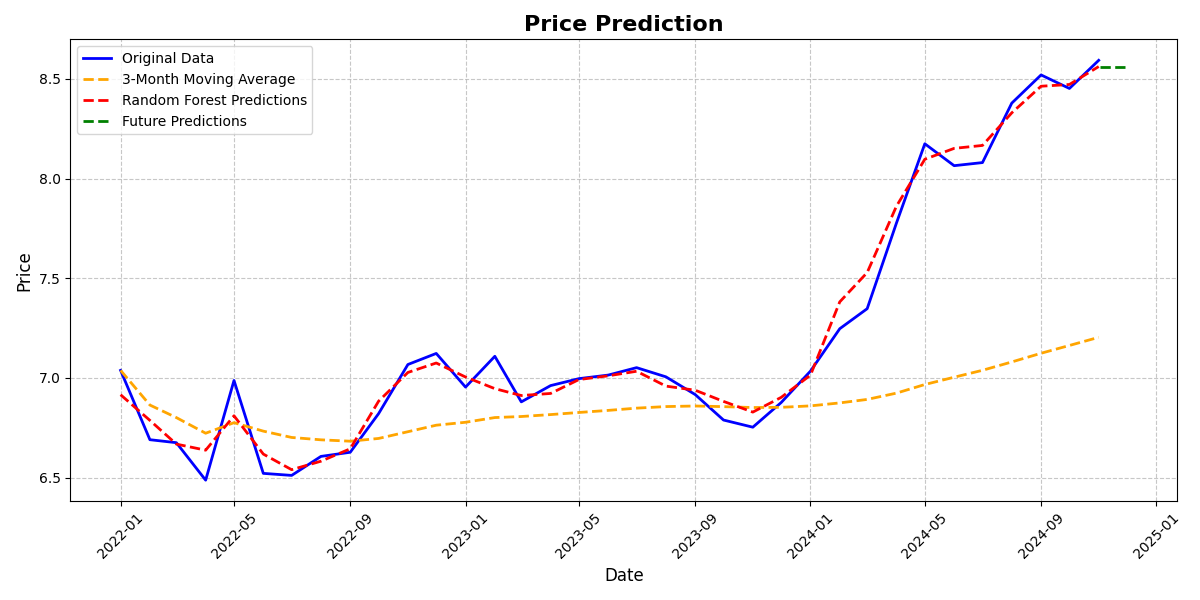 Price Prediction
Original Data
3-Month Moving Average
Random Forest Predictions
Future Predictions
Price
8.5
8.0
7.5
7.0
6.5
2022-01
2022-05
2022-09
2023-01
2023-05
2023-09
2024-01
2024-05
2024-09
2025-01
Date